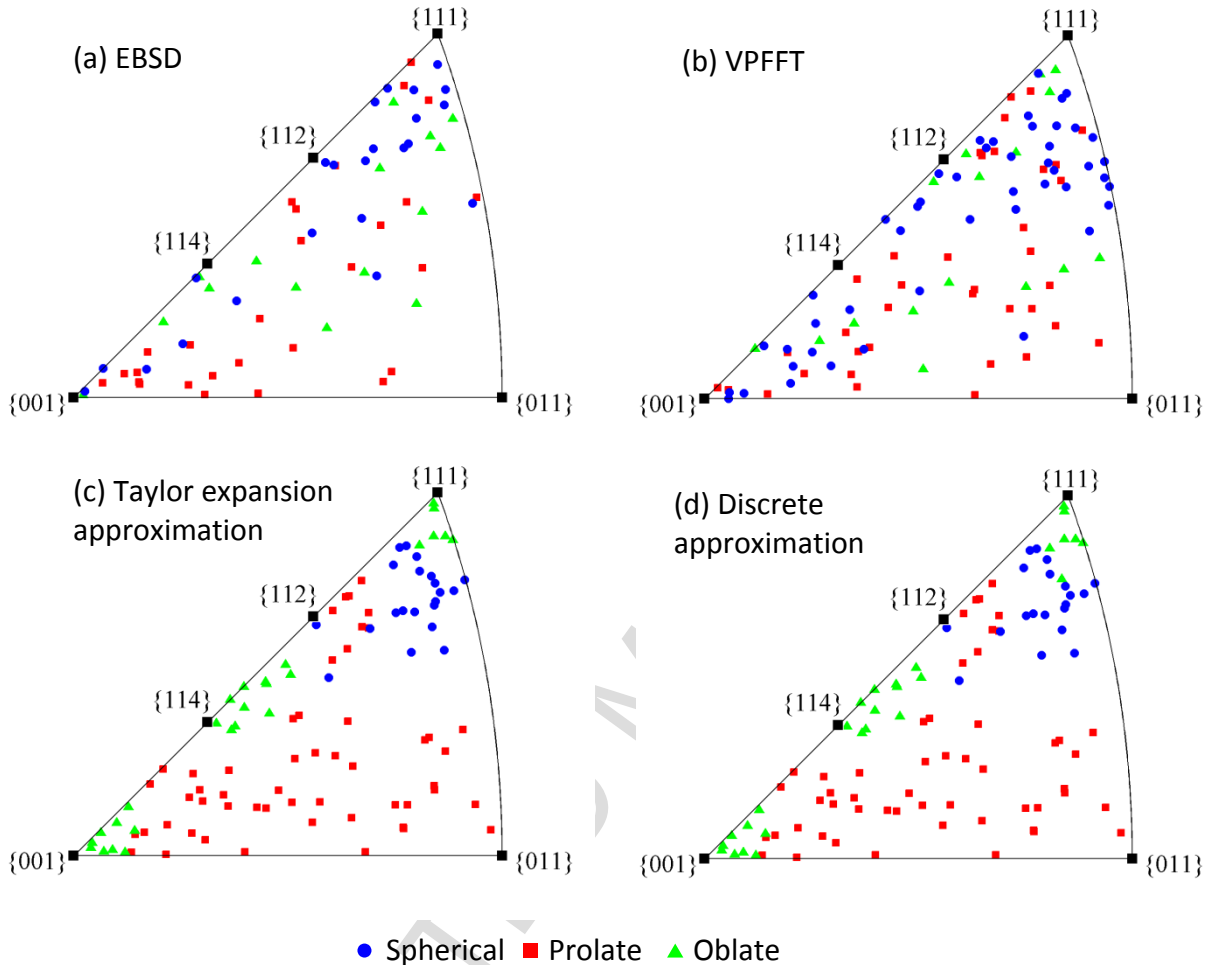 (a) EBSD
{111}
{112}
{114}
{001}
{011}
(b) VPFFT
{111}
{112}
{114}
{001}
{011}
(c) Taylor expansion
approximation
{111}
{112}
{114}
{001}
{011}
(d) Discrete
approximation
{111}
{112}
{114}
{001}
{011}
Spherical Prolate Oblate